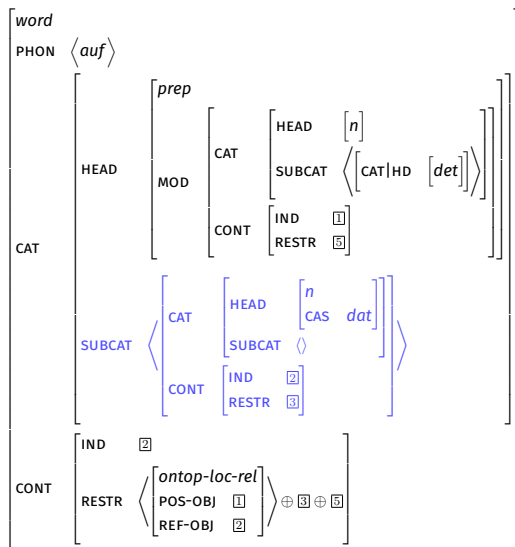 word
PHON ⟨auf⟩
prep
HEAD [n]
CAT
SUBCAT ⟨[CAT|HD [det]]⟩
HEAD
MOD
IND 1
CONT
RESTR 5
CAT
n
HEAD
CAS dat
CAT
SUBCAT ⟨⟩
SUBCAT
IND 2
CONT
RESTR 3
IND 2
CONT
ontop-loc-rel
RESTR ⟨ POS-OBJ 1 ⟩ ⊕ 3 ⊕ 5
REF-OBJ 2